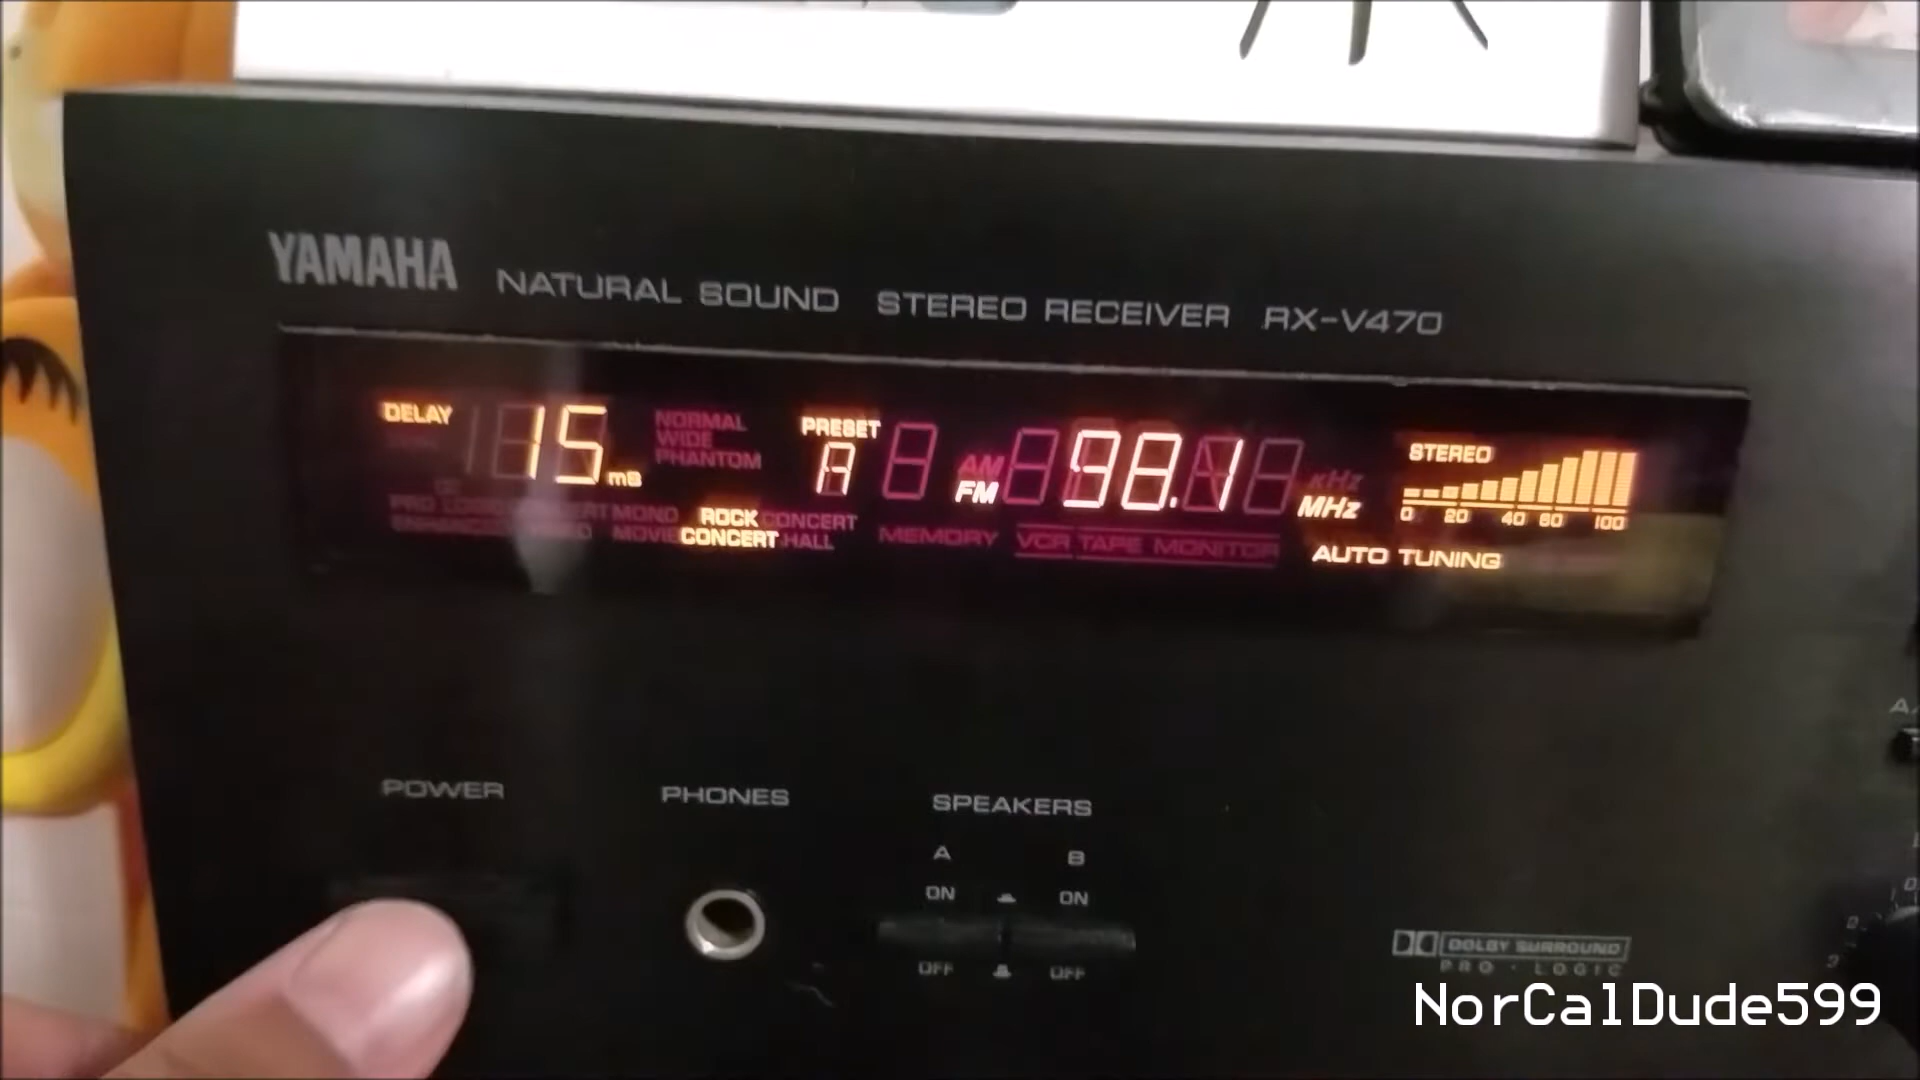 YAMAHA NATURAL SOUND STEREO RECEIVER RX-V470
DELAY 15 mS
NORMAL
WIDE
PHANTOM
PRESET A
AM
FM 98.1 kHz
MHz
STEREO
0 20 40 60 100
ROCK CONCERT
CONCERT HALL
MEMORY VCR TAPE MONITOR
AUTO TUNING
POWER PHONES SPEAKERS
A B
ON ON
OFF OFF
DOLBY SURROUND
PRO · LOGIC
NorCalDude599